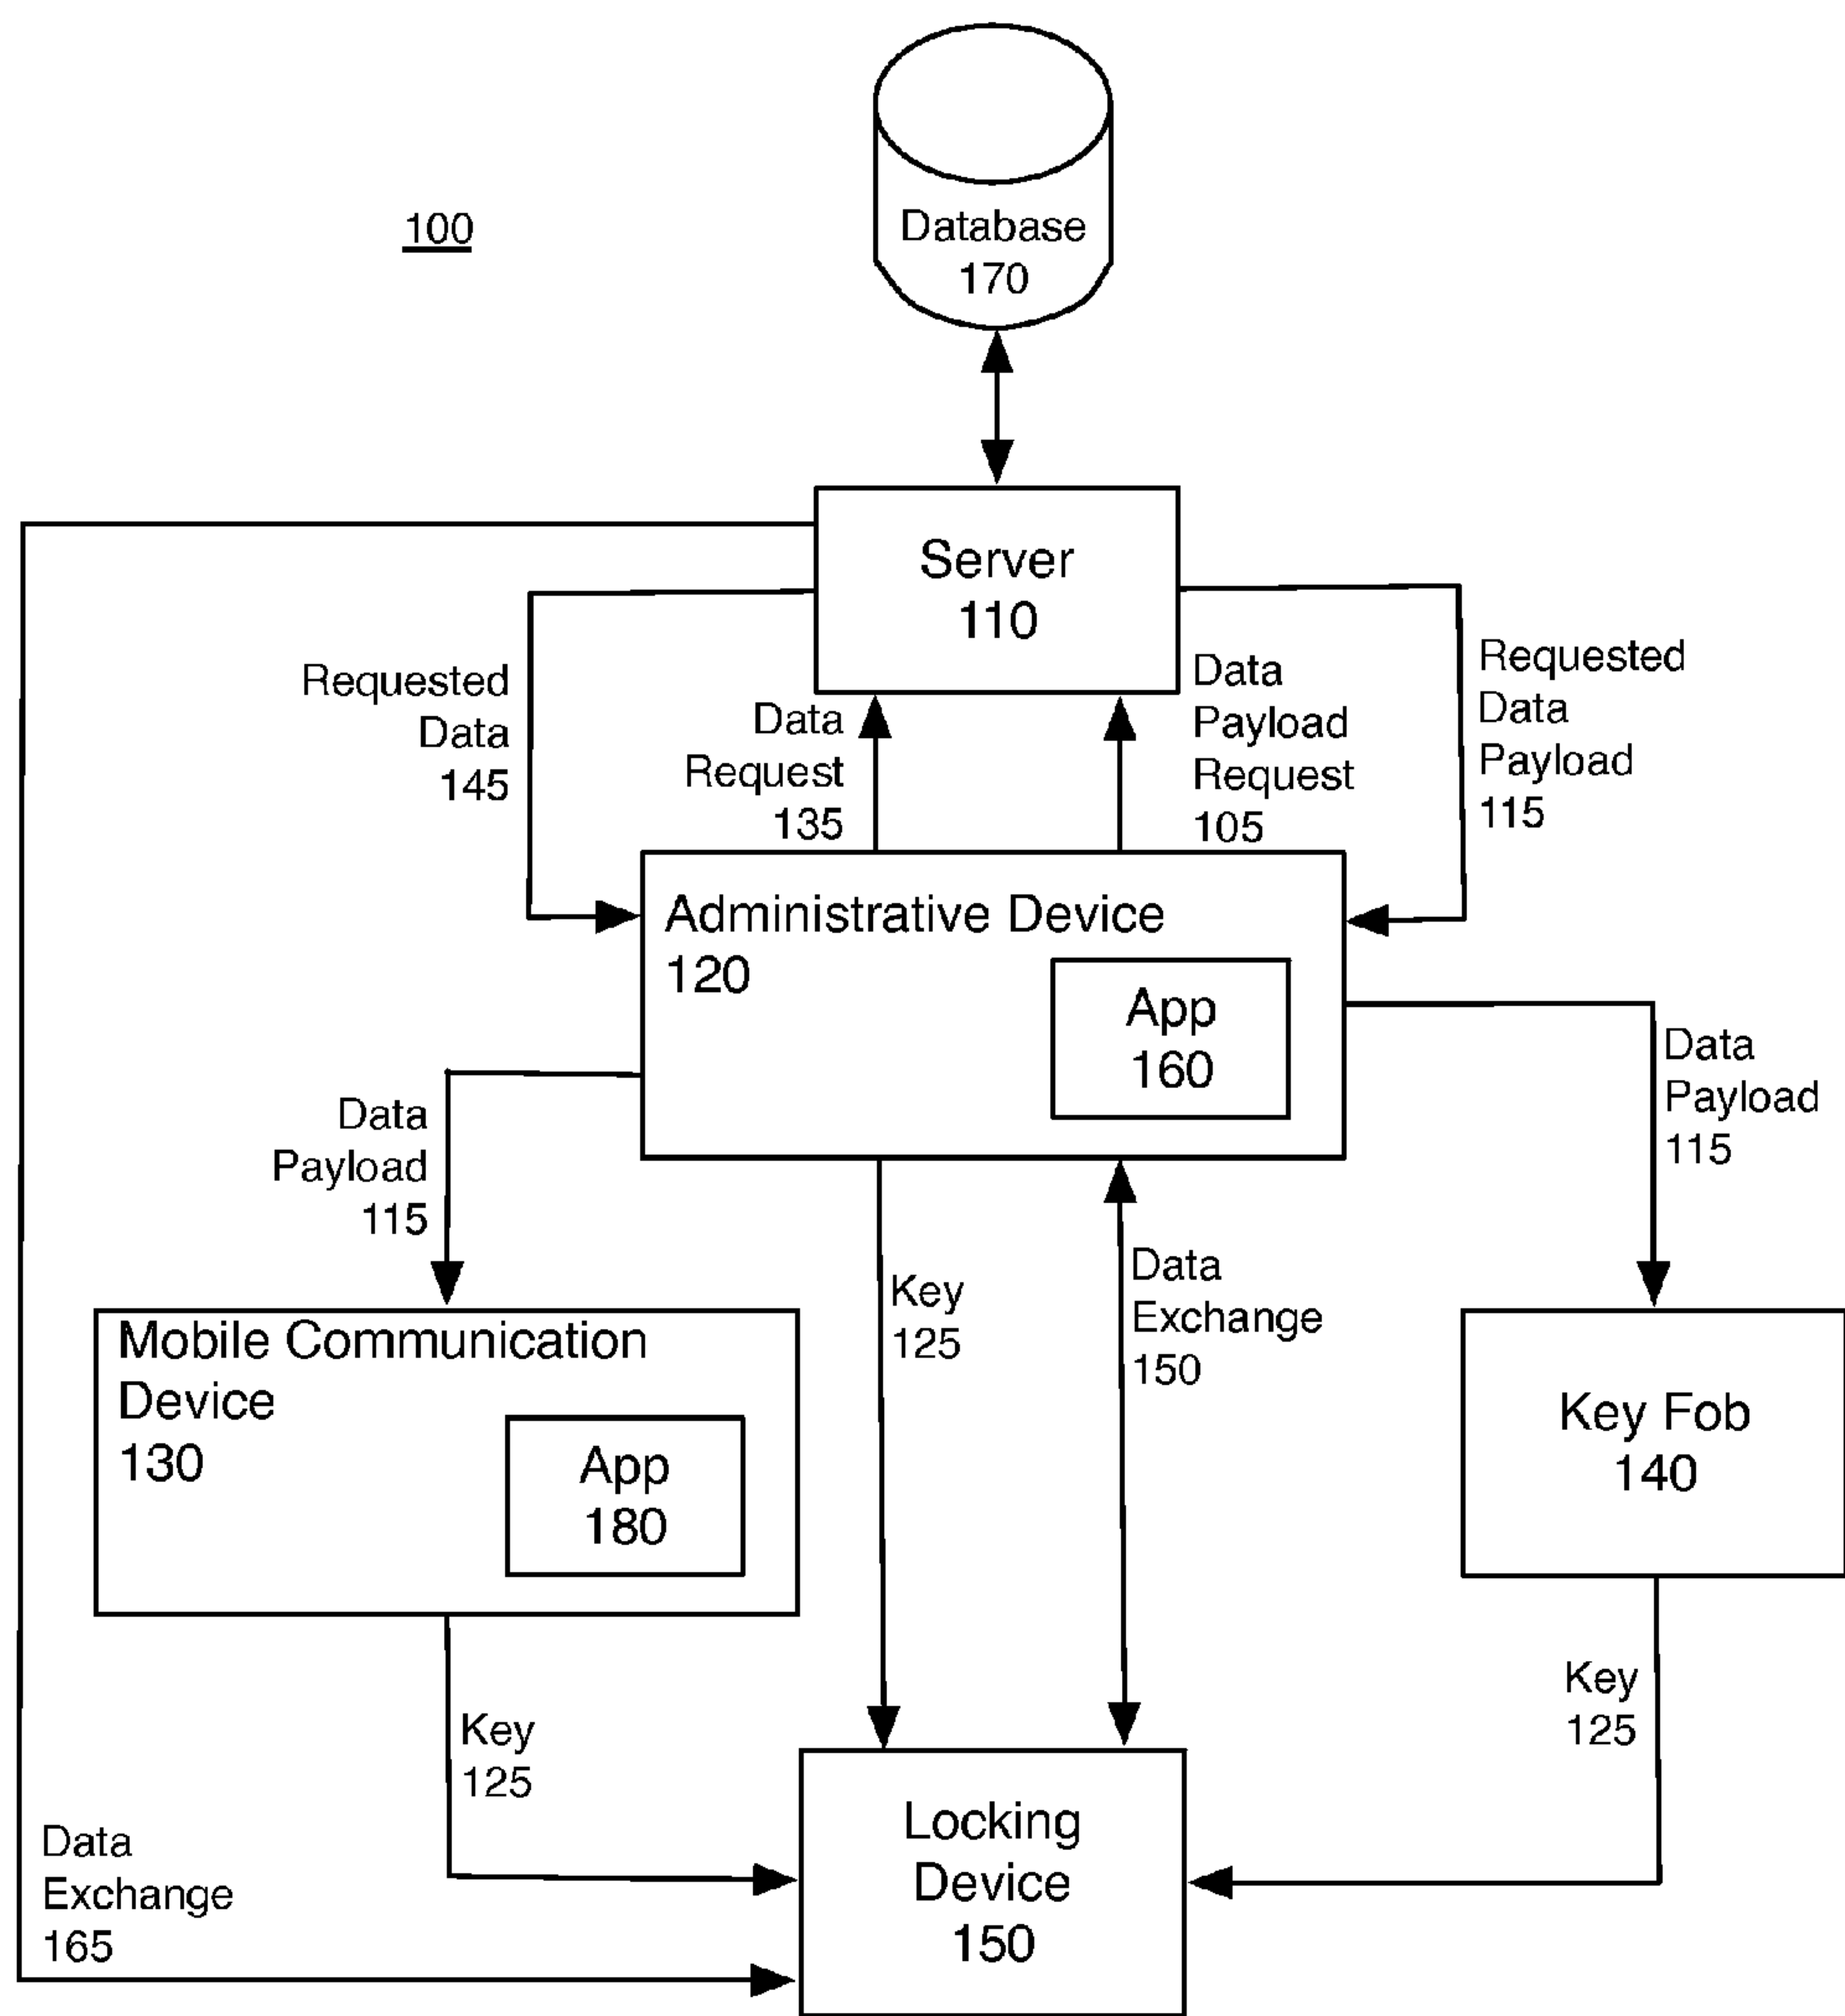 100
Database
170
Server
110
Requested
Data
145
Data
Request
135
Data
Payload
Request
105
Requested
Data
Payload
115
Administrative Device
120
App
160
Data
Payload
115
Data
Payload
115
Key
125
Data
Exchange
150
Mobile Communication
Device
130
App
180
Key Fob
140
Key
125
Key
125
Locking
Device
150
Data
Exchange
165